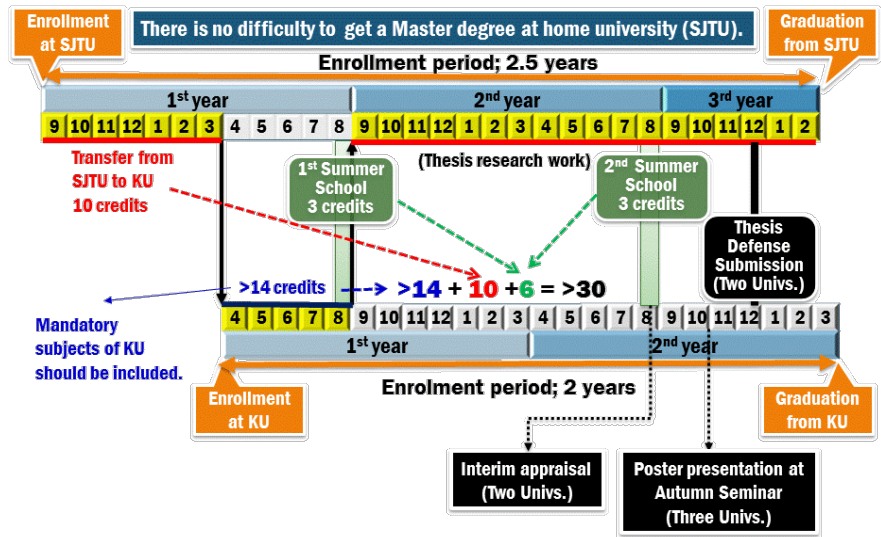 Enrollment
at SJTU
There is no difficulty to get a Master degree at home university (SJTU).
Graduation
from SJTU
Enrollment period; 2.5 years
1st year
2nd year
3rd year
9 10 11 12 1 2 3 4 5 6 7 8 9 10 11 12 1 2 3 4 5 6 7 8 9 10 11 12 1 2
Transfer from
SJTU to KU
10 credits
1st Summer
School
3 credits
(Thesis research work)
2nd Summer
School
3 credits
Thesis
Defense
Submission
(Two Univs.)
>14 credits
>14 + 10 +6 = >30
Mandatory
subjects of KU
should be included.
4 5 6 7 8 9 10 11 12 1 2 3 4 5 6 7 8 9 10 11 12 1 2 3
1st year
2nd year
Enrolment period; 2 years
Enrollment
at KU
Graduation
from KU
Interim appraisal
(Two Univs.)
Poster presentation at
Autumn Seminar
(Three Univs.)